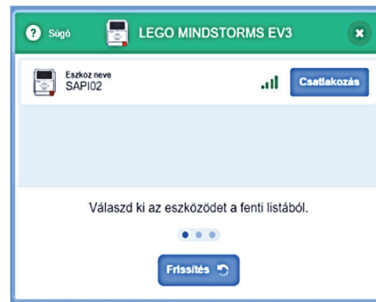 Súgó
LEGO MINDSTORMS EV3
Eszköz neve
SAPI02
Csatlakozás
Válaszd ki az eszközödet a fenti listából.
Frissítés